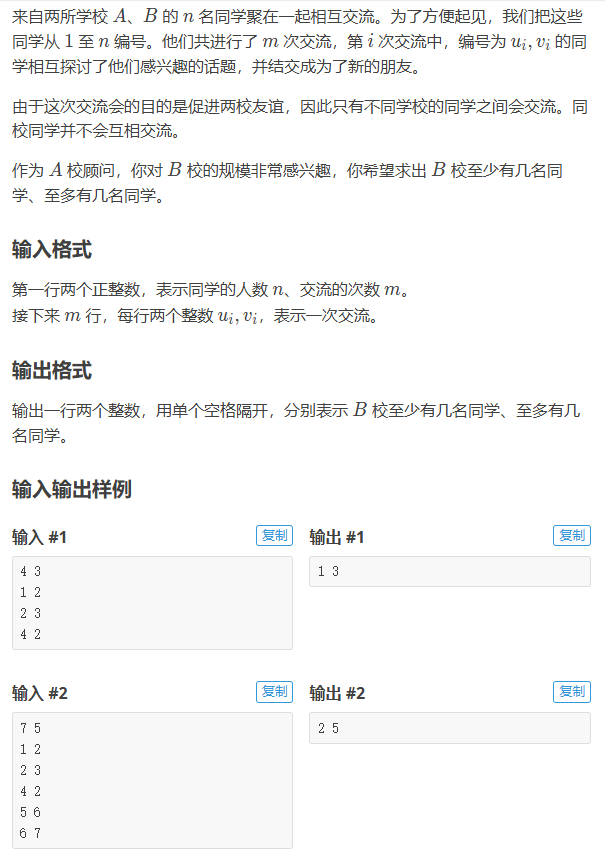 来自两所学校 A、B 的 n 名同学聚在一起相互交流。为了方便起见，我们把这些
同学从 1 至 n 编号。他们共进行了 m 次交流，第 i 次交流中，编号为 u_i, v_i 的同
学相互探讨了他们感兴趣的话题，并结交成为了新的朋友。
由于这次交流会的目的是促进两校友谊，因此只有不同学校的同学之间会交流。同
校同学并不会互相交流。
作为 A 校顾问，你对 B 校的规模非常感兴趣，你希望求出 B 校至少有几名同
学、至多有几名同学。
输入格式
第一行两个正整数，表示同学的人数 n、交流的次数 m。
接下来 m 行，每行两个整数 u_i, v_i，表示一次交流。
输出格式
输出一行两个整数，用单个空格隔开，分别表示 B 校至少有几名同学、至多有几
名同学。
输入输出样例
输入 #1 复制
4 3
1 2
2 3
4 2
输出 #1 复制
1 3
输入 #2 复制
7 5
1 2
2 3
4 2
5 6
6 7
输出 #2 复制
2 5